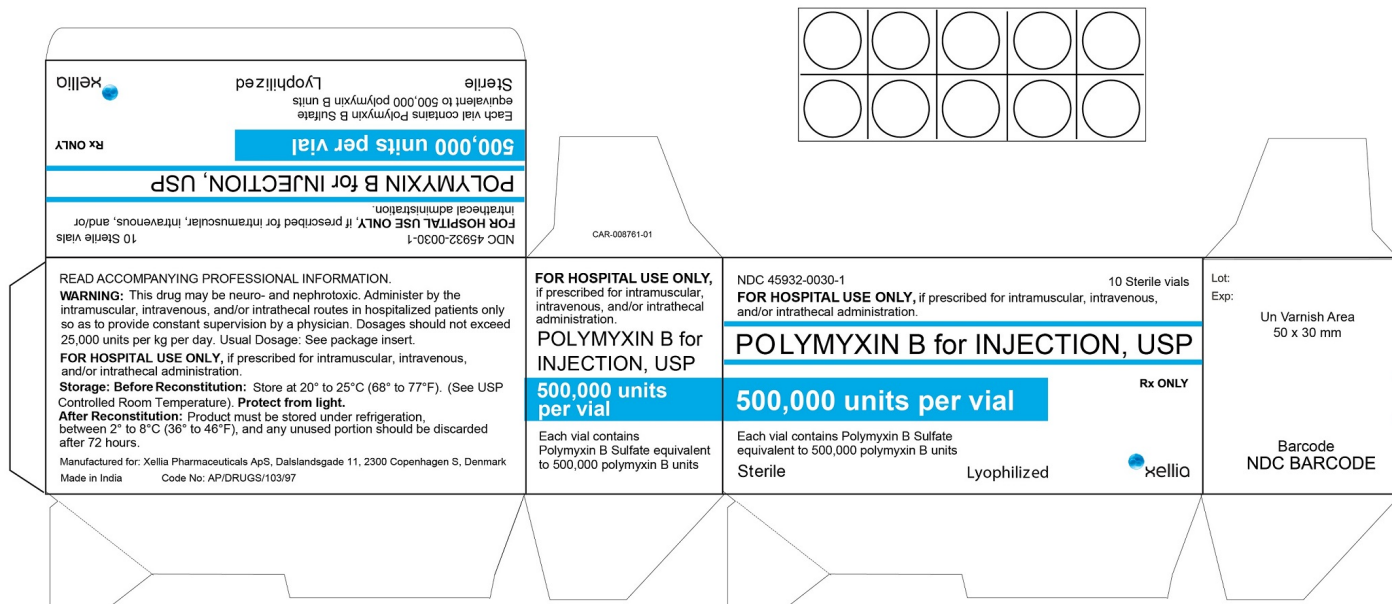 xellia
Lyophilized
Sterile
Each vial contains Polymyxin B Sulfate
equivalent to 500,000 polymyxin B units
500,000 units per vial
Rx ONLY
POLYMYXIN B for INJECTION, USP
FOR HOSPITAL USE ONLY, if prescribed for intramuscular, intravenous, and/or
intrathecal administration.
NDC 45932-0030-1
10 Sterile vials
CAR-008761-01
READ ACCOMPANYING PROFESSIONAL INFORMATION.
WARNING: This drug may be neuro- and nephrotoxic. Administer by the
intramuscular, intravenous, and/or intrathecal routes in hospitalized patients only
so as to provide constant supervision by a physician. Dosages should not exceed
25,000 units per kg per day. Usual Dosage: See package insert.
FOR HOSPITAL USE ONLY, if prescribed for intramuscular, intravenous,
and/or intrathecal administration.
Storage: Before Reconstitution: Store at 20° to 25°C (68° to 77°F). (See USP
Controlled Room Temperature). Protect from light.
After Reconstitution: Product must be stored under refrigeration,
between 2° to 8°C (36° to 46°F), and any unused portion should be discarded
after 72 hours.
Manufactured for: Xellia Pharmaceuticals ApS, Dalslandsgade 11, 2300 Copenhagen S, Denmark
Made in India Code No: AP/DRUGS/103/97
FOR HOSPITAL USE ONLY,
if prescribed for intramuscular,
intravenous, and/or intrathecal
administration.
POLYMYXIN B for
INJECTION, USP
500,000 units
per vial
Each vial contains
Polymyxin B Sulfate equivalent
to 500,000 polymyxin B units
NDC 45932-0030-1
10 Sterile vials
FOR HOSPITAL USE ONLY, if prescribed for intramuscular, intravenous,
and/or intrathecal administration.
POLYMYXIN B for INJECTION, USP
Rx ONLY
500,000 units per vial
Each vial contains Polymyxin B Sulfate
equivalent to 500,000 polymyxin B units
Sterile Lyophilized
xellia
Lot:
Exp:
Un Varnish Area
50 x 30 mm
Barcode
NDC BARCODE